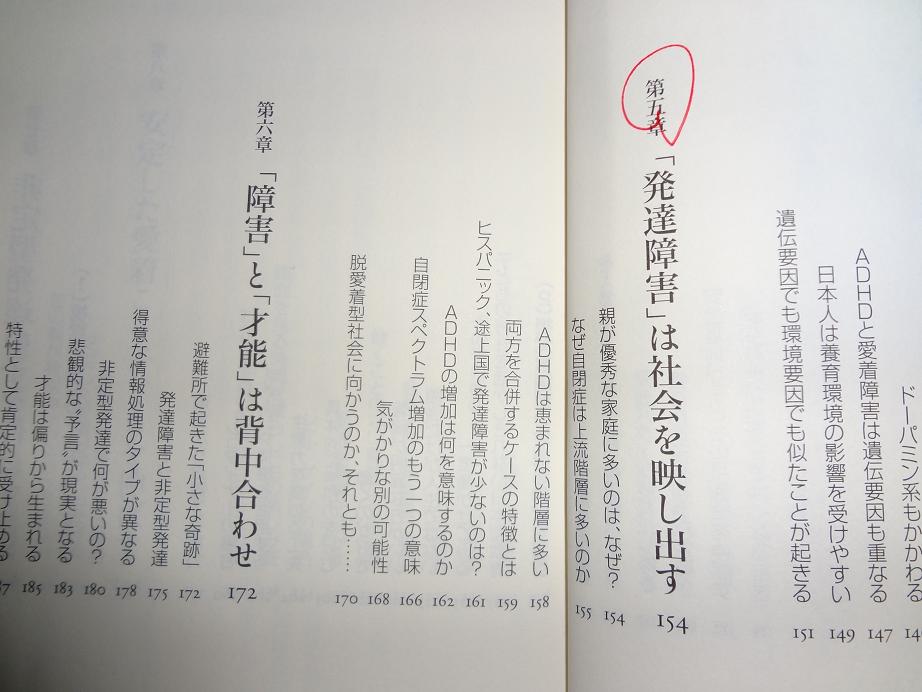 ドーパミン系もかかわる
ADHDと愛着障害は遺伝要因も重なる 147
日本人は養育環境の影響を受けやすい 149
遺伝要因でも環境要因でも似たことが起きる 151
第五章 「発達障害」は社会を映し出す 154
親が優秀な家庭に多いのは、なぜ? 154
なぜ自閉症は上流階層に多いのか 155
ADHDは恵まれない階層に多い 158
両方を合併するケースの特徴とは 159
ヒスパニック、途上国で発達障害が少ないのは? 161
ADHDの増加は何を意味するのか 162
自閉症スペクトラム増加のもう一つの意味 166
気がかりな別の可能性 168
脱愛着型社会に向かうのか、それとも…… 170
第六章 「障害」と「才能」は背中合わせ 172
避難所で起きた「小さな奇跡」 172
発達障害と非定型発達 175
得意な情報処理のタイプが異なる 178
非定型発達で何が悪いの? 180
悲観的な〝予言〟が現実となる 183
才能は偏りから生まれる 185
特性として肯定的に受け止める